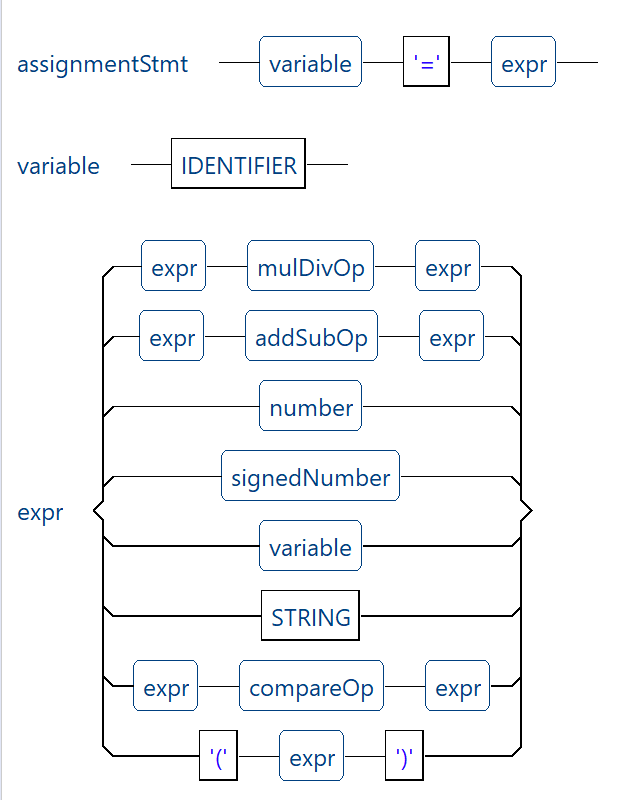 assignmentStmt variable '=' expr
variable IDENTIFIER
expr mulDivOp expr
expr addSubOp expr
number
signedNumber
expr
variable
STRING
expr compareOp expr
'(' expr ')'